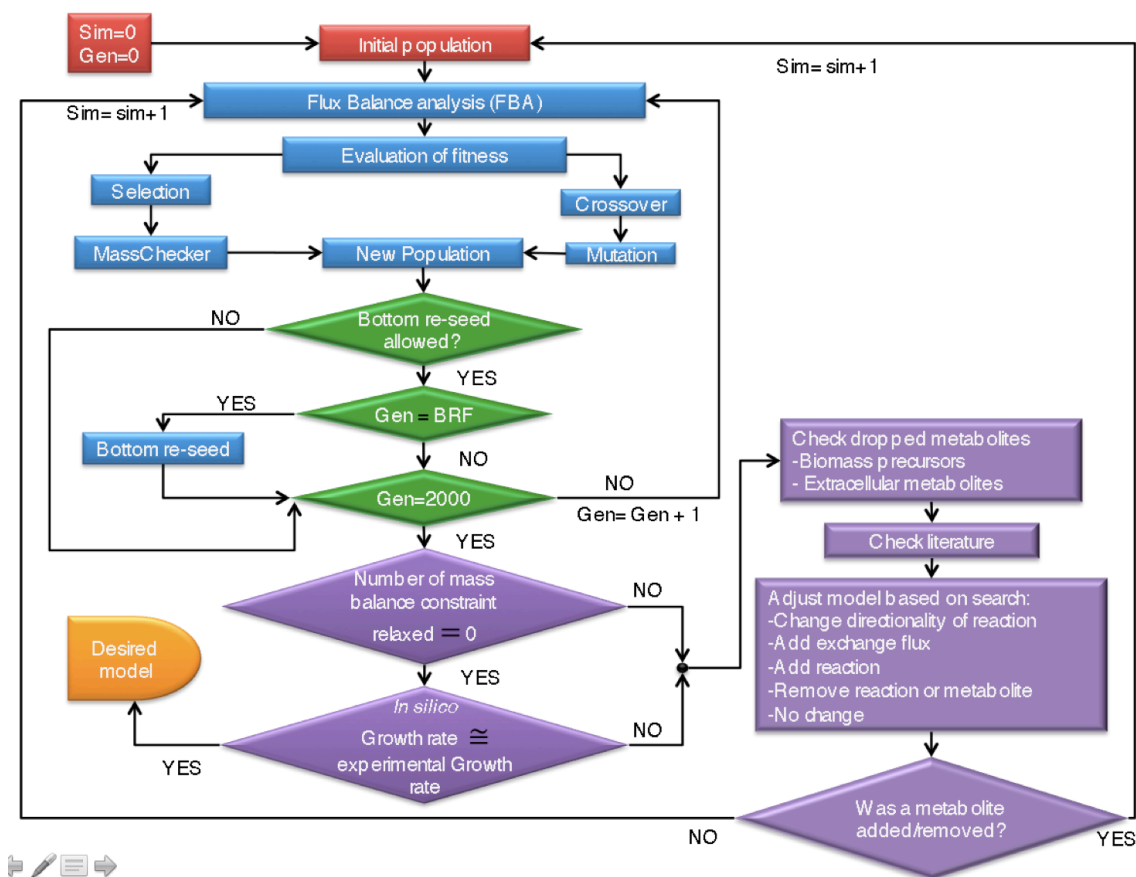 Sim=0
Gen=0
Initial population
Sim= sim+1
Flux Balance analysis (FBA)
Sim= sim+1
Evaluation of fitness
Selection
Crossover
MassChecker
New Population
Mutation
NO
Bottom re-seed
allowed?
YES
YES
Gen = BRF
Bottom re-seed
NO
Gen=2000
NO
Gen= Gen + 1
YES
Check dropped metabolites
-Biomass precursors
- Extracellular metabolites
Check literature
Number of mass
balance constraint
relaxed = 0
NO
YES
Adjust model based on search:
-Change directionality of reaction
-Add exchange flux
-Add reaction
-Remove reaction or metabolite
-No change
Desired
model
In silico
Growth rate ≅
experimental Growth
rate
NO
YES
Was a metabolite
added/removed?
NO
YES